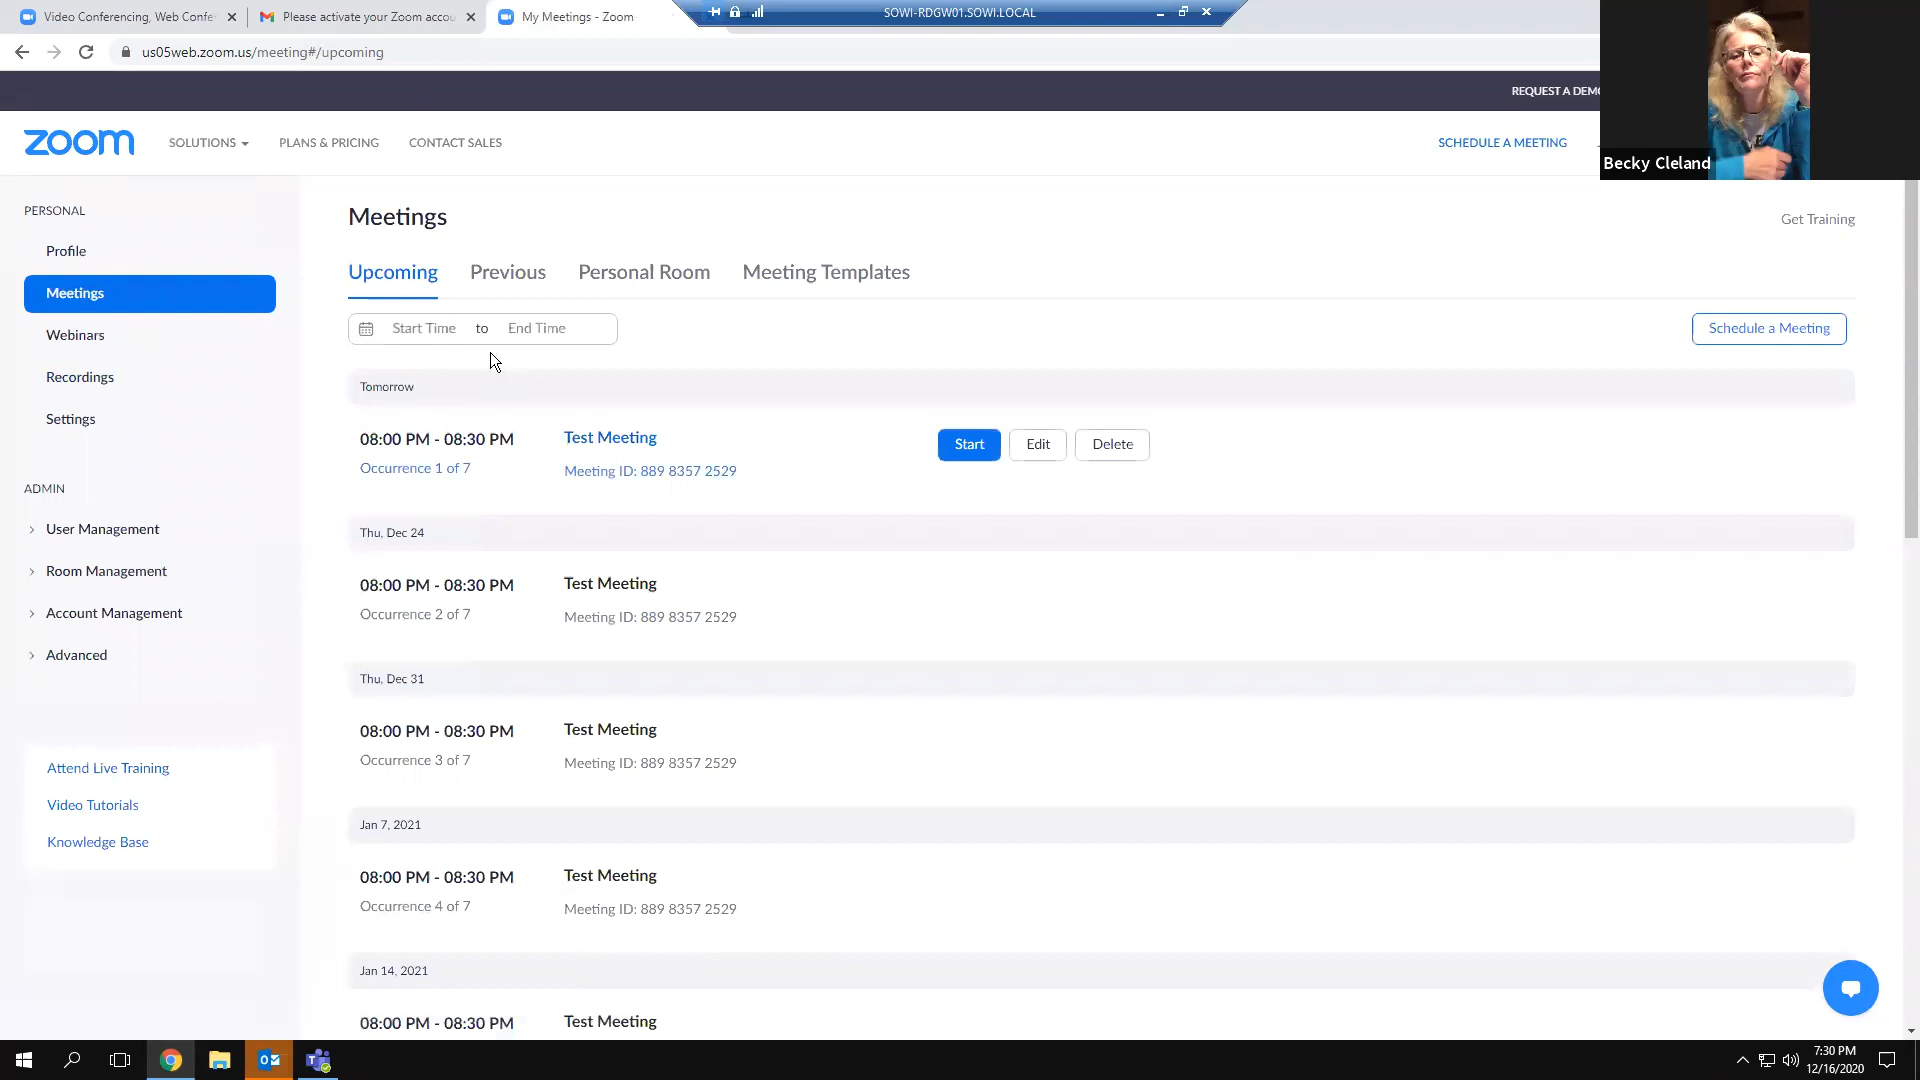 Video Conferencing, Web Confe
Please activate your Zoom accou
My Meetings - Zoom
SOWI-RDGW01.SOWI.LOCAL
us05web.zoom.us/meeting#/upcoming
REQUEST A DEMO
zoom
SOLUTIONS
PLANS & PRICING
CONTACT SALES
SCHEDULE A MEETING
Becky Cleland
PERSONAL
Profile
Meetings
Webinars
Recordings
Settings
ADMIN
User Management
Room Management
Account Management
Advanced
Attend Live Training
Video Tutorials
Knowledge Base
Meetings
Get Training
Upcoming Previous Personal Room Meeting Templates
Start Time to End Time
Schedule a Meeting
Tomorrow
08:00 PM - 08:30 PM Test Meeting Start Edit Delete
Occurrence 1 of 7 Meeting ID: 889 8357 2529
Thu, Dec 24
08:00 PM - 08:30 PM Test Meeting
Occurrence 2 of 7 Meeting ID: 889 8357 2529
Thu, Dec 31
08:00 PM - 08:30 PM Test Meeting
Occurrence 3 of 7 Meeting ID: 889 8357 2529
Jan 7, 2021
08:00 PM - 08:30 PM Test Meeting
Occurrence 4 of 7 Meeting ID: 889 8357 2529
Jan 14, 2021
08:00 PM - 08:30 PM Test Meeting
7:30 PM
12/16/2020